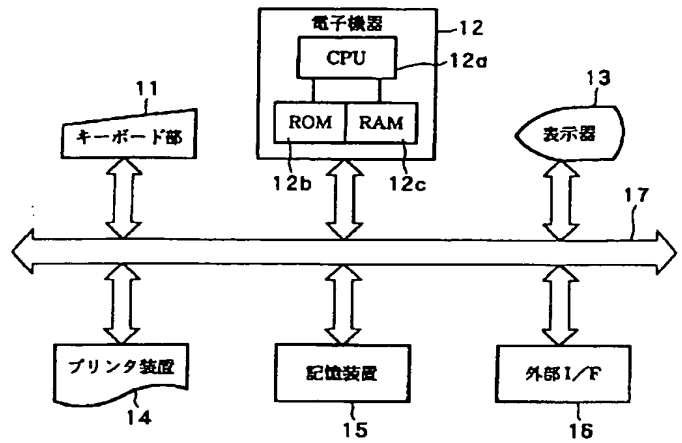 電子機器
12
CPU
12a
ROM
RAM
12b
12c
11
キーボード部
13
表示器
17
プリンタ装置
14
記憶装置
15
外部I/F
16